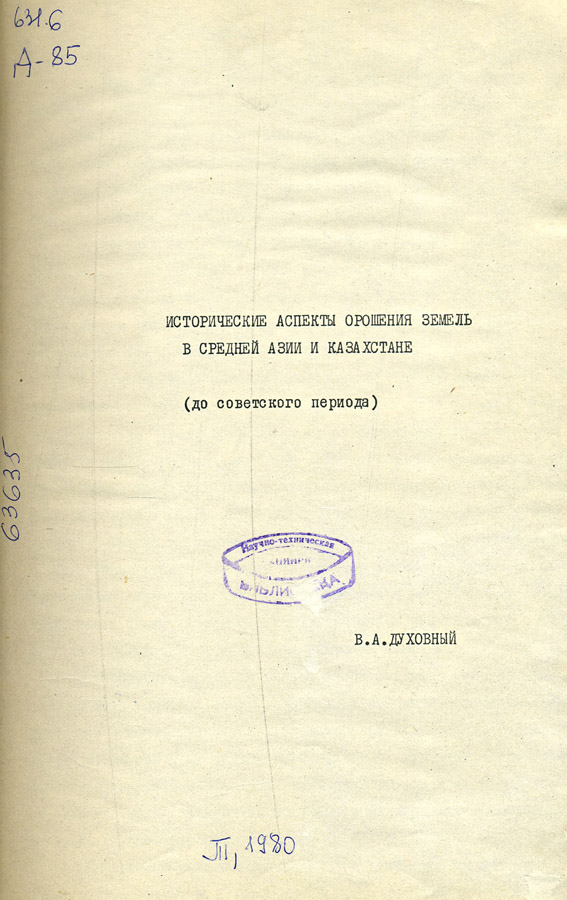 631.6
Д-85
ИСТОРИЧЕСКИЕ АСПЕКТЫ ОРОШЕНИЯ ЗЕМЕЛЬ
В СРЕДНЕЙ АЗИИ И КАЗАХСТАНЕ
(до советского периода)
63635
Научно-техническая
В.А.ДУХОВНЫЙ
Т, 1980